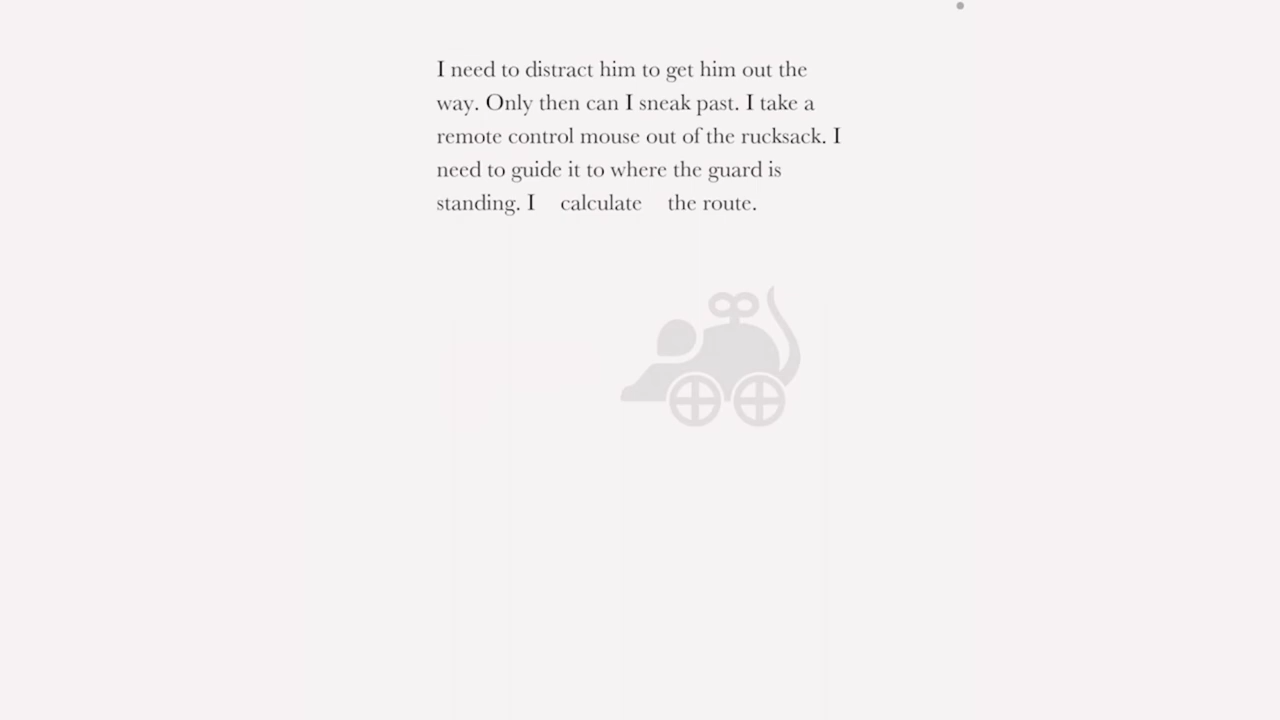 I need to distract him to get him out the
way. Only then can I sneak past. I take a
remote control mouse out of the rucksack. I
need to guide it to where the guard is
standing. I calculate the route.